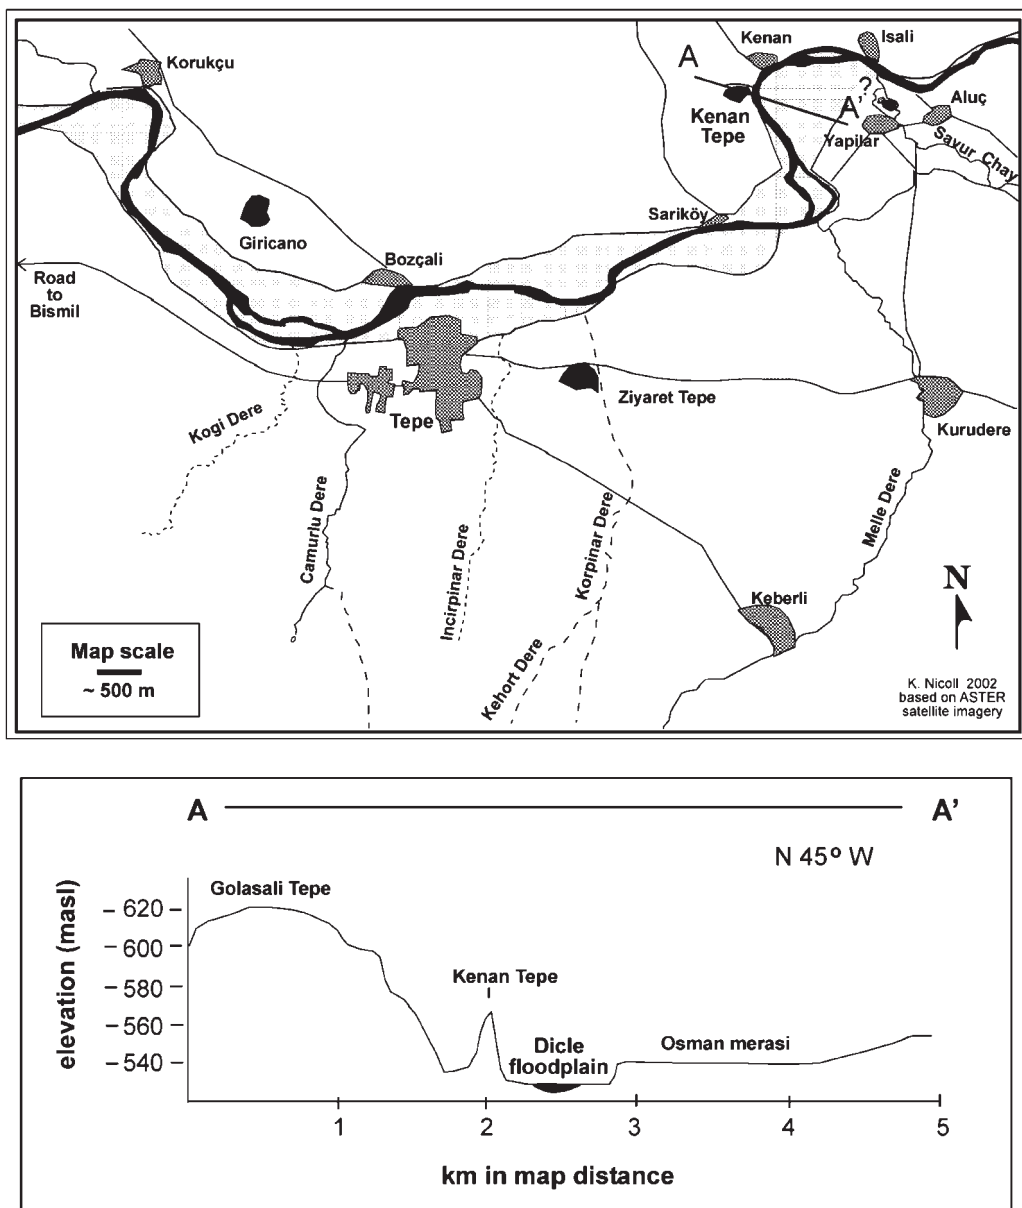 Korukçu
Kenan
Isali
A
?
A'
Aluç
Kenan
Tepe
Yapilar
Savur Chay
Giricano
Sariköy
Bozçali
Road
to
Bismil
Ziyaret Tepe
Kogi Dere
Tepe
Kurudere
Camurlu Dere
Incirpinar Dere
Korpinar Dere
Melle Dere
Keberli
Kehort Dere
N
Map scale
~ 500 m
K. Nicoll 2002
based on ASTER
satellite imagery
A
A’
N 45º W
Golasali Tepe
elevation (masl)
– 620 –
– 600 –
– 580 –
– 560 –
– 540 –
Kenan Tepe
Dicle
floodplain
Osman merasi
1 2 3 4 5
km in map distance